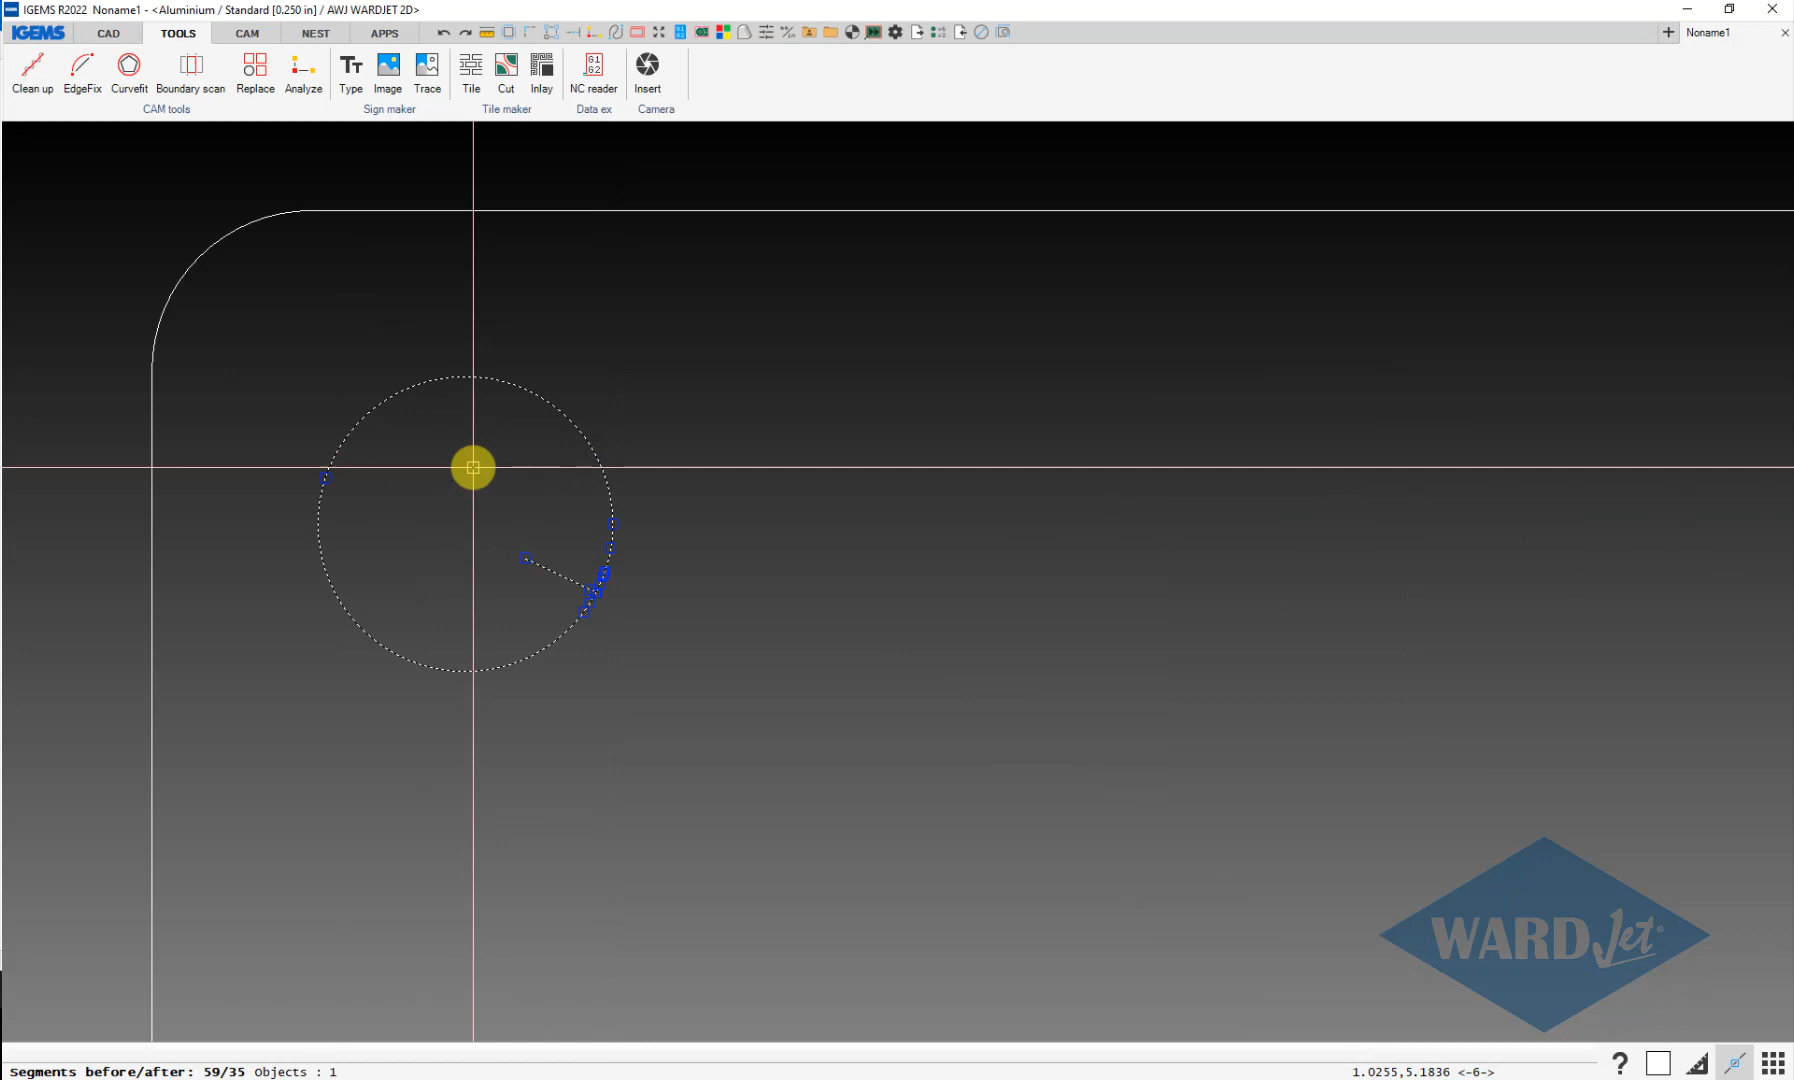 IGEMS R2022 Noname1 - <Aluminium / Standard [0.250 in] / AWJ WARDJET 2D>
IGEMS CAD TOOLS CAM NEST APPS Noname1
Clean up EdgeFix Curvefit Boundary scan Replace Analyze Type Image Trace Tile Cut Inlay NC reader Insert
CAM tools Sign maker Tile maker Data ex Camera
WARDJet
Segments before/after: 59/35 Objects : 1
1.0255,5.1836 <-6->